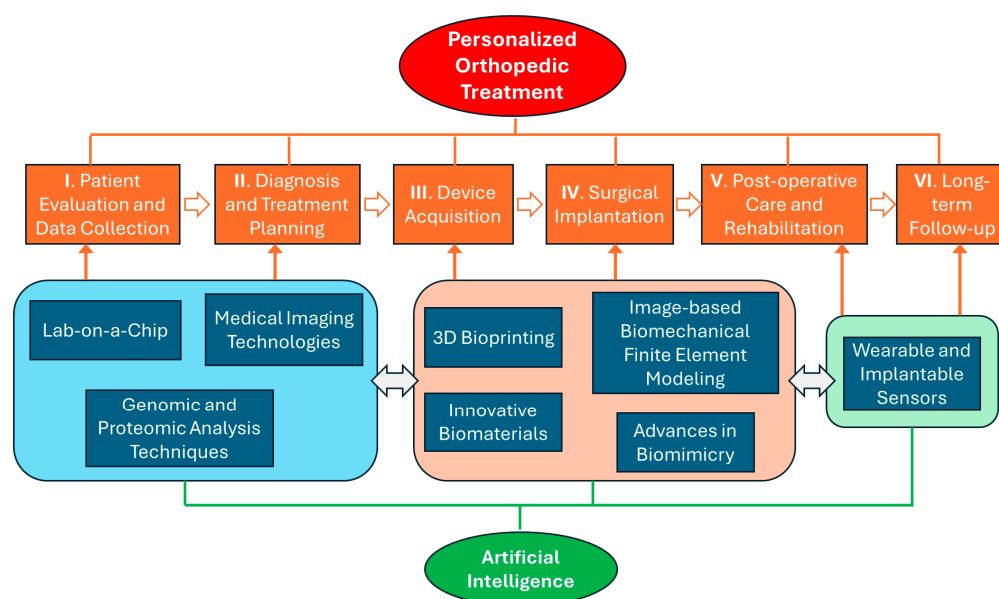 Personalized
Orthopedic
Treatment
I. Patient
Evaluation and
Data Collection
II. Diagnosis
and Treatment
Planning
III. Device
Acquisition
IV. Surgical
Implantation
V. Post-operative
Care and
Rehabilitation
VI. Long-
term
Follow-up
Lab-on-a-Chip
Medical Imaging
Technologies
Genomic and
Proteomic Analysis
Techniques
3D Bioprinting
Image-based
Biomechanical
Finite Element
Modeling
Innovative
Biomaterials
Advances in
Biomimicry
Wearable and
Implantable
Sensors
Artificial
Intelligence